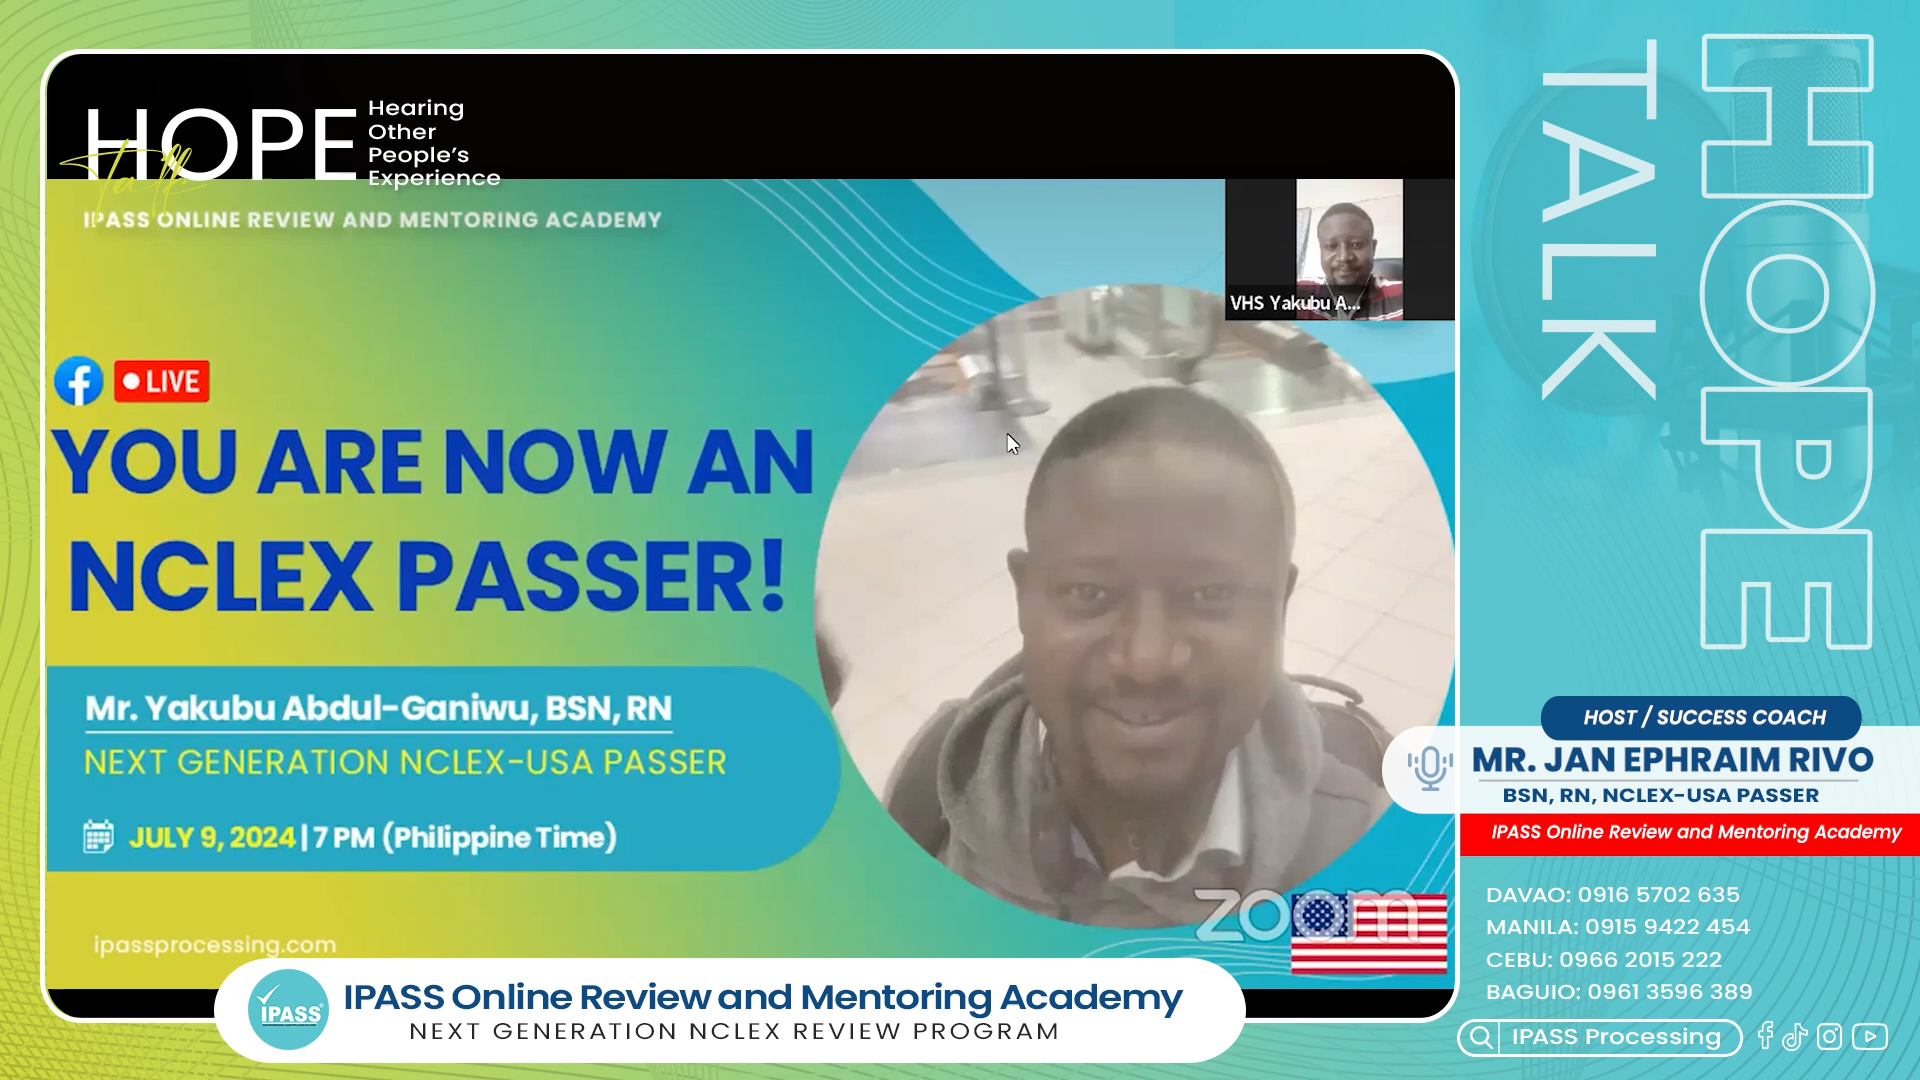 HOPE
Talk
Hearing
Other
People's
Experience
IPASS ONLINE REVIEW AND MENTORING ACADEMY
VHS Yakubu A...
LIVE
YOU ARE NOW AN
NCLEX PASSER!
Mr. Yakubu Abdul-Ganiwu, BSN, RN
NEXT GENERATION NCLEX-USA PASSER
JULY 9, 2024 | 7 PM (Philippine Time)
ipassprocessing.com
zoom
IPASS
IPASS Online Review and Mentoring Academy
NEXT GENERATION NCLEX REVIEW PROGRAM
HOPE
TALK
HOST / SUCCESS COACH
MR. JAN EPHRAIM RIVO
BSN, RN, NCLEX-USA PASSER
IPASS Online Review and Mentoring Academy
DAVAO: 0916 5702 635
MANILA: 0915 9422 454
CEBU: 0966 2015 222
BAGUIO: 0961 3596 389
IPASS Processing